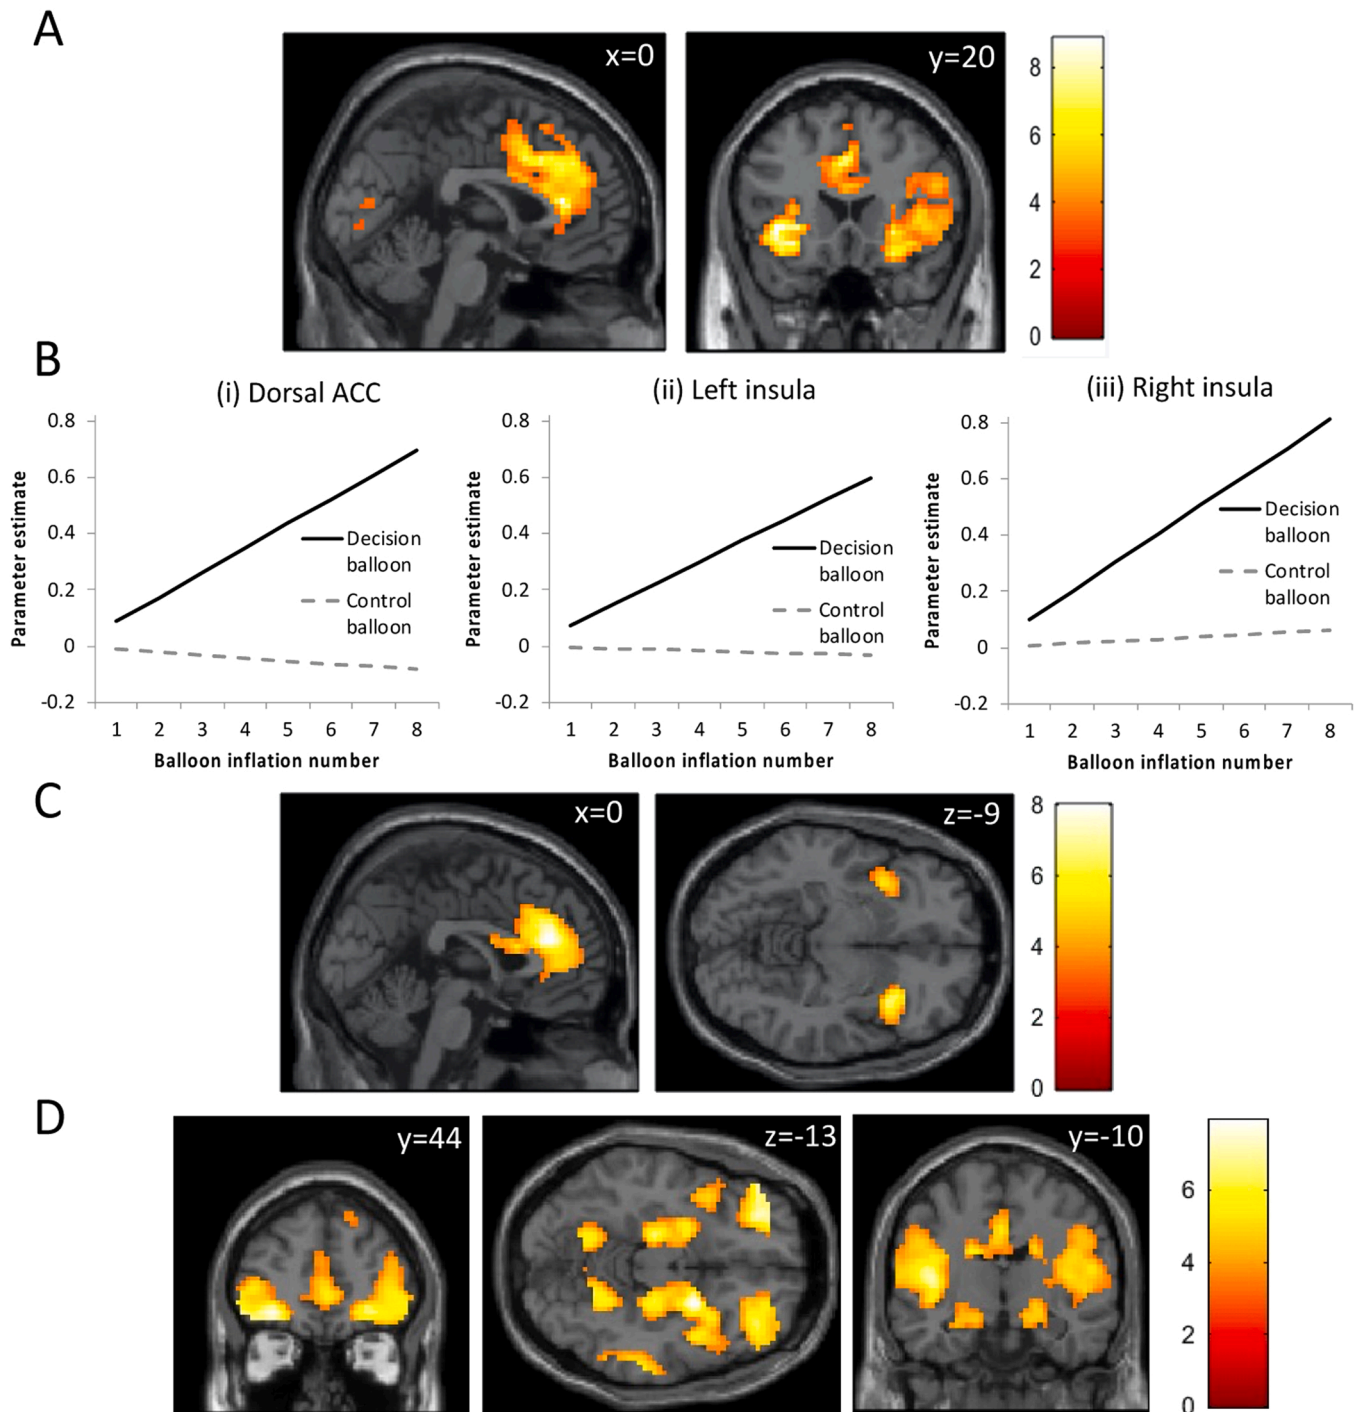 A
x=0
y=20
8
6
4
2
0
B
(i) Dorsal ACC
0.8
0.6
0.4
0.2
0
-0.2
Parameter estimate
Decision
balloon
Control
balloon
1 2 3 4 5 6 7 8
Balloon inflation number
(ii) Left insula
0.8
0.6
0.4
0.2
0
-0.2
Parameter estimate
Decision
balloon
Control
balloon
1 2 3 4 5 6 7 8
Balloon inflation number
(iii) Right insula
0.8
0.6
0.4
0.2
0
-0.2
Parameter estimate
Decision
balloon
Control
balloon
1 2 3 4 5 6 7 8
Balloon inflation number
C
x=0
z=-9
8
6
4
2
0
D
y=44
z=-13
y=-10
6
4
2
0